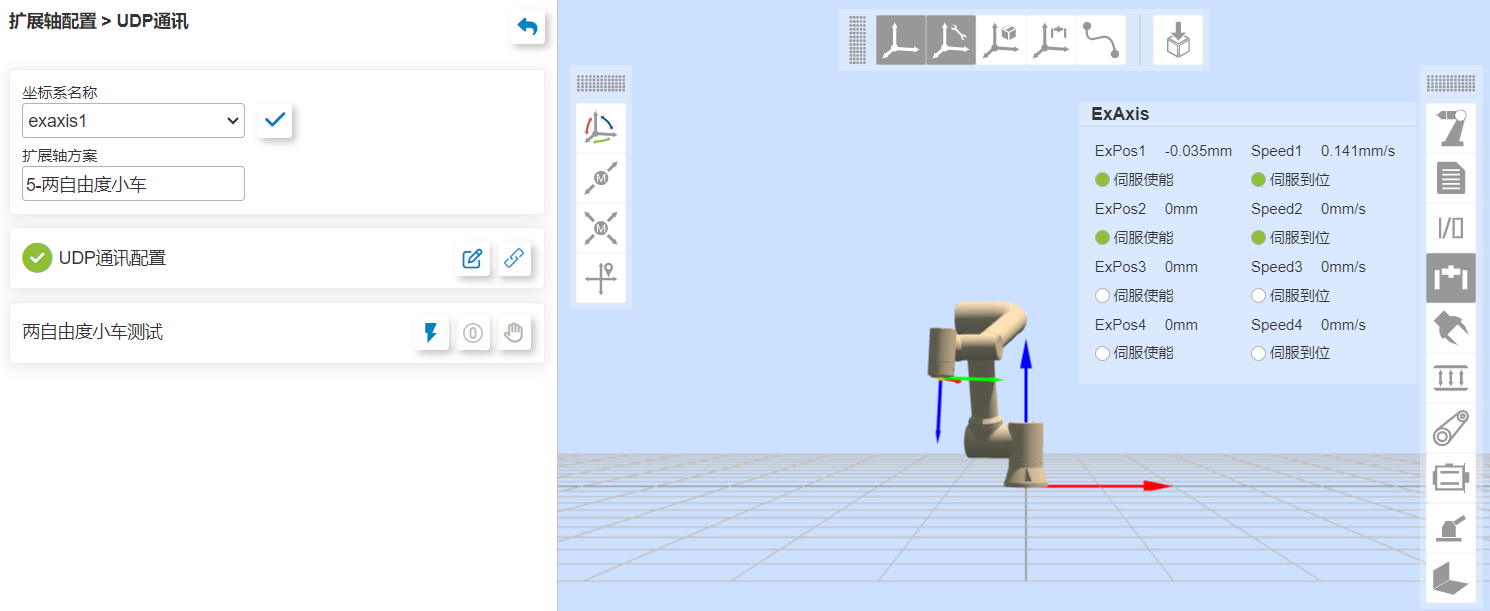 扩展轴配置 > UDP通讯
坐标系名称
exaxis1
扩展轴方案
5-两自由度小车
UDP通讯配置
两自由度小车测试
M
M
I/O
ExAxis
ExPos1 -0.035mm Speed1 0.141mm/s
伺服使能 伺服到位
ExPos2 0mm Speed2 0mm/s
伺服使能 伺服到位
ExPos3 0mm Speed3 0mm/s
伺服使能 伺服到位
ExPos4 0mm Speed4 0mm/s
伺服使能 伺服到位